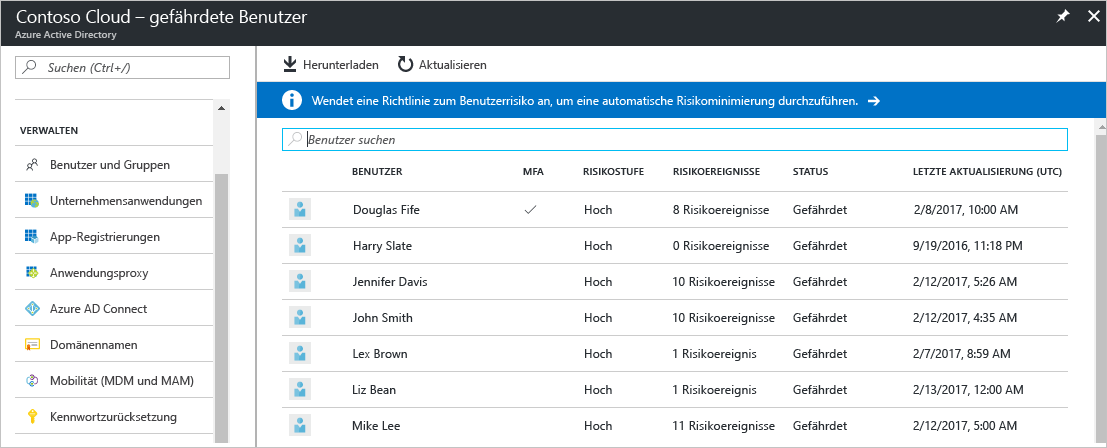 Contoso Cloud – gefährdete Benutzer
Azure Active Directory
Suchen (Ctrl+/)
VERWALTEN
Benutzer und Gruppen
Unternehmensanwendungen
App-Registrierungen
Anwendungsproxy
Azure AD Connect
Domänennamen
Mobilität (MDM und MAM)
Kennwortzurücksetzung
Herunterladen Aktualisieren
Wendet eine Richtlinie zum Benutzerrisiko an, um eine automatische Risikominimierung durchzuführen. →
Benutzer suchen
BENUTZER MFA RISIKOSTUFE RISIKOEREIGNISSE STATUS LETZTE AKTUALISIERUNG (UTC)
Douglas Fife ✓ Hoch 8 Risikoereignisse Gefährdet 2/8/2017, 10:00 AM
Harry Slate Hoch 0 Risikoereignisse Gefährdet 9/19/2016, 11:18 PM
Jennifer Davis Hoch 10 Risikoereignisse Gefährdet 2/12/2017, 5:26 AM
John Smith Hoch 10 Risikoereignisse Gefährdet 2/12/2017, 4:35 AM
Lex Brown Hoch 1 Risikoereignis Gefährdet 2/7/2017, 8:59 AM
Liz Bean Hoch 1 Risikoereignis Gefährdet 2/13/2017, 12:00 AM
Mike Lee Hoch 11 Risikoereignisse Gefährdet 2/12/2017, 5:00 AM